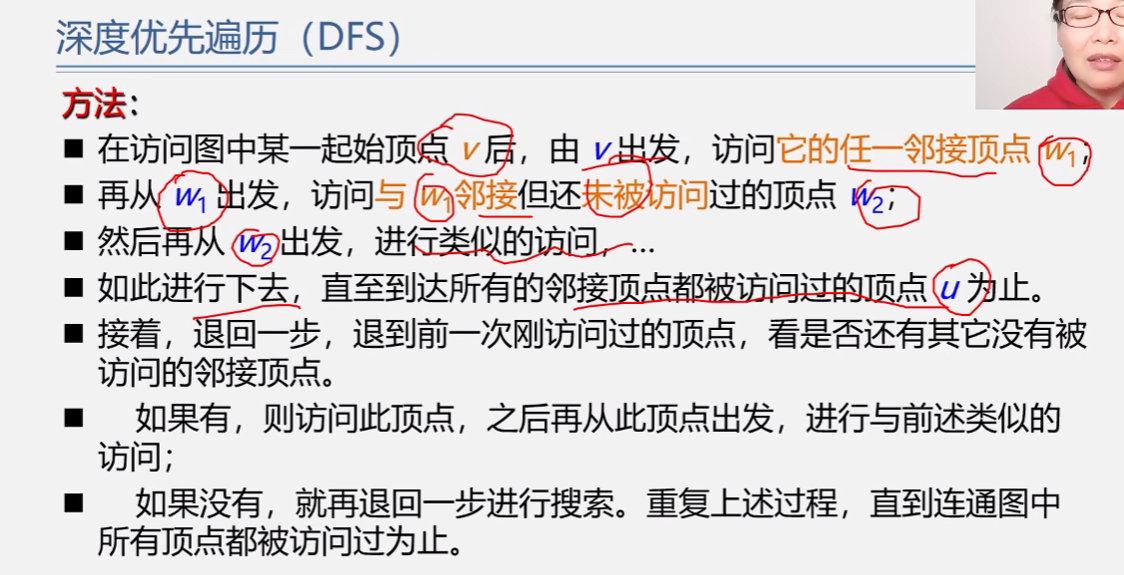 深度优先遍历（DFS）
方法：
■ 在访问图中某一起始顶点 v 后，由 v 出发，访问它的任一邻接顶点 w1；
■ 再从 w1 出发，访问与 w1邻接但还朱被访问过的顶点 w2；
■ 然后再从 w2 出发，进行类似的访问，…
■ 如此进行下去，直至到达所有的邻接顶点都被访问过的顶点 u 为止。
■ 接着，退回一步，退到前一次刚访问过的顶点，看是否还有其它没有被
访问的邻接顶点。
■ 如果有，则访问此顶点，之后再从此顶点出发，进行与前述类似的
访问；
■ 如果没有，就再退回一步进行搜索。重复上述过程，直到连通图中
所有顶点都被访问过为止。